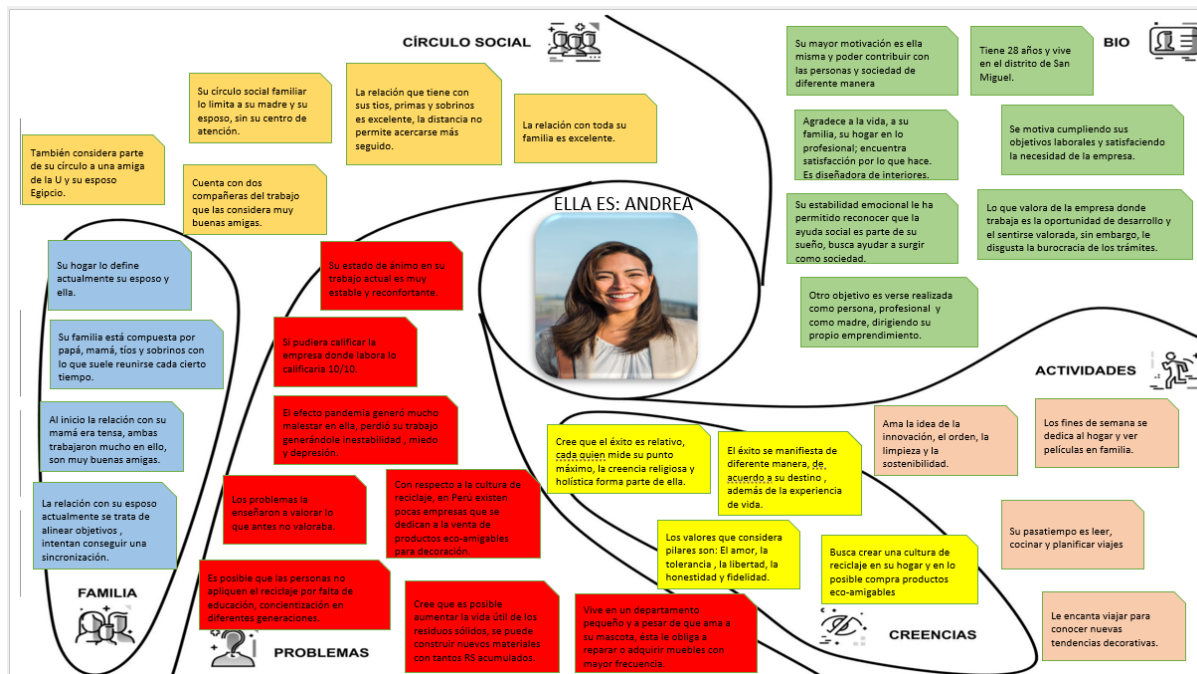 CÍRCULO SOCIAL
Su círculo social familiar
lo limita a su madre y su
esposo, sin su centro de
atención.
La relación que tiene con
sus tios, primas y sobrinos
es excelente, la distancia no
permite acercarse más
seguido.
La relación con toda su
familia es excelente.
También considera parte
de su círculo a una amiga
de la U y su esposo
Egipcio.
Cuenta con dos
compañeras del trabajo
que las considera muy
buenas amigas.
BIO
Su mayor motivación es ella
misma y poder contribuir con
las personas y sociedad de
diferente manera
Tiene 28 años y vive
en el distrito de San
Miguel.
Agradece a la vida, a su
familia, su hogar en lo
profesional; encuentra
satisfacción por lo que hace.
Es diseñadora de interiores.
Se motiva cumpliendo sus
objetivos laborales y satisfaciendo
la necesidad de la empresa.
Su estabilidad emocional le ha
permitido reconocer que la
ayuda social es parte de su
sueño, busca ayudar a surgir
como sociedad.
Lo que valora de la empresa donde
trabaja es la oportunidad de desarrollo y
el sentirse valorada, sin embargo, le
disgusta la burocracia de los trámites.
Otro objetivo es verse realizada
como persona, profesional y
como madre, dirigiendo su
propio emprendimiento.
ELLA ES: ANDREA
Su hogar lo define
actualmente su esposo y
ella.
Su familia está compuesta por
papá, mamá, tíos y sobrinos con
lo que suele reunirse cada cierto
tiempo.
Al inicio la relación con su
mamá era tensa, ambas
trabajaron mucho en ello,
son muy buenas amigas.
La relación con su esposo
actualmente se trata de
alinear objetivos ,
intentan conseguir una
sincronización.
FAMILIA
Su estado de ánimo en su
trabajo actual es muy
estable y reconfortante.
Si pudiera calificar la
empresa donde labora lo
calificaria 10/10.
El efecto pandemia generó mucho
malestar en ella, perdió su trabajo
generándole inestabilidad , miedo
y depresión.
Los problemas la
enseñaron a valorar lo
que antes no valoraba.
Con respecto a la cultura de
reciclaje, en Perú existen
pocas empresas que se
dedican a la venta de
productos eco-amigables
para decoración.
Es posible que las personas no
apliquen el reciclaje por falta de
educación, concientización en
diferentes generaciones.
Cree que es posible
aumentar la vida útil de los
residuos sólidos, se puede
construir nuevos materiales
con tantos RS acumulados.
Vive en un departamento
pequeño y a pesar de que ama a
su mascota, ésta le obliga a
reparar o adquirir muebles con
mayor frecuencia.
PROBLEMAS
Cree que el éxito es relativo,
cada quien mide su punto
máximo, la creencia religiosa y
holística forma parte de ella.
El éxito se manifiesta de
diferente manera, de
acuerdo a su destino ,
además de la experiencia
de vida.
Los valores que considera
pilares son: El amor, la
tolerancia , la libertad, la
honestidad y fidelidad.
Busca crear una cultura de
reciclaje en su hogar y en lo
posible compra productos
eco-amigables
CREENCIAS
ACTIVIDADES
Ama la idea de la
innovación, el orden, la
limpieza y la
sostenibilidad.
Los fines de semana se
dedica al hogar y ver
películas en familia.
Su pasatiempo es leer,
cocinar y planificar viajes
Le encanta viajar para
conocer nuevas
tendencias decorativas.